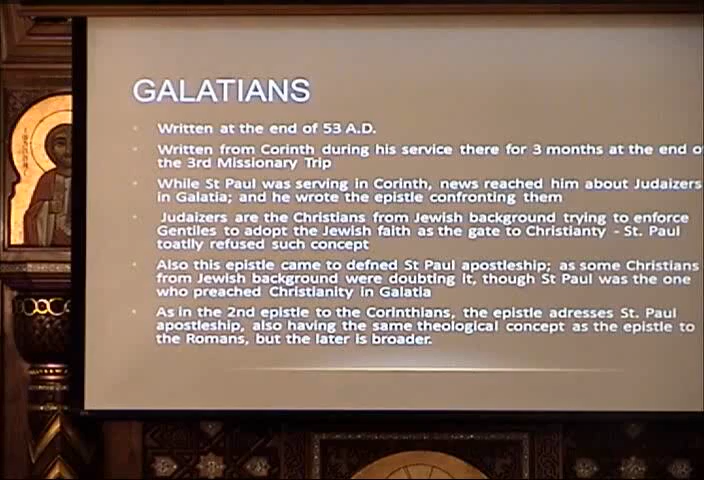 GALATIANS
Written at the end of 53 A.D.
Written from Corinth during his service there for 3 months at the end of
the 3rd Missionary Trip
While St Paul was serving in Corinth, news reached him about Judaizers
in Galatia; and he wrote the epistle confronting them
Judaizers are the Christians from Jewish background trying to enforce
Gentiles to adopt the Jewish faith as the gate to Christianty - St. Paul
toatlly refused such concept
Also this epistle came to defned St Paul apostleship; as some Christians
from Jewish background were doubting it, though St Paul was the one
who preached Christianity in Galatia
As in the 2nd epistle to the Corinthians, the epistle adresses St. Paul
apostleship, also having the same theological concept as the epistle to
the Romans, but the later is broader.